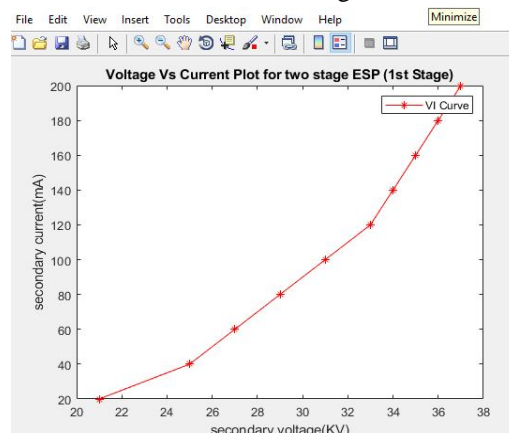 Minimize
File Edit View Insert Tools Desktop Window Help
Voltage Vs Current Plot for two stage ESP (1st Stage)
VI Curve
200
180
160
140
120
100
80
60
40
20
secondary current(mA)
20 22 24 26 28 30 32 34 36 38
secondary voltage(KV)